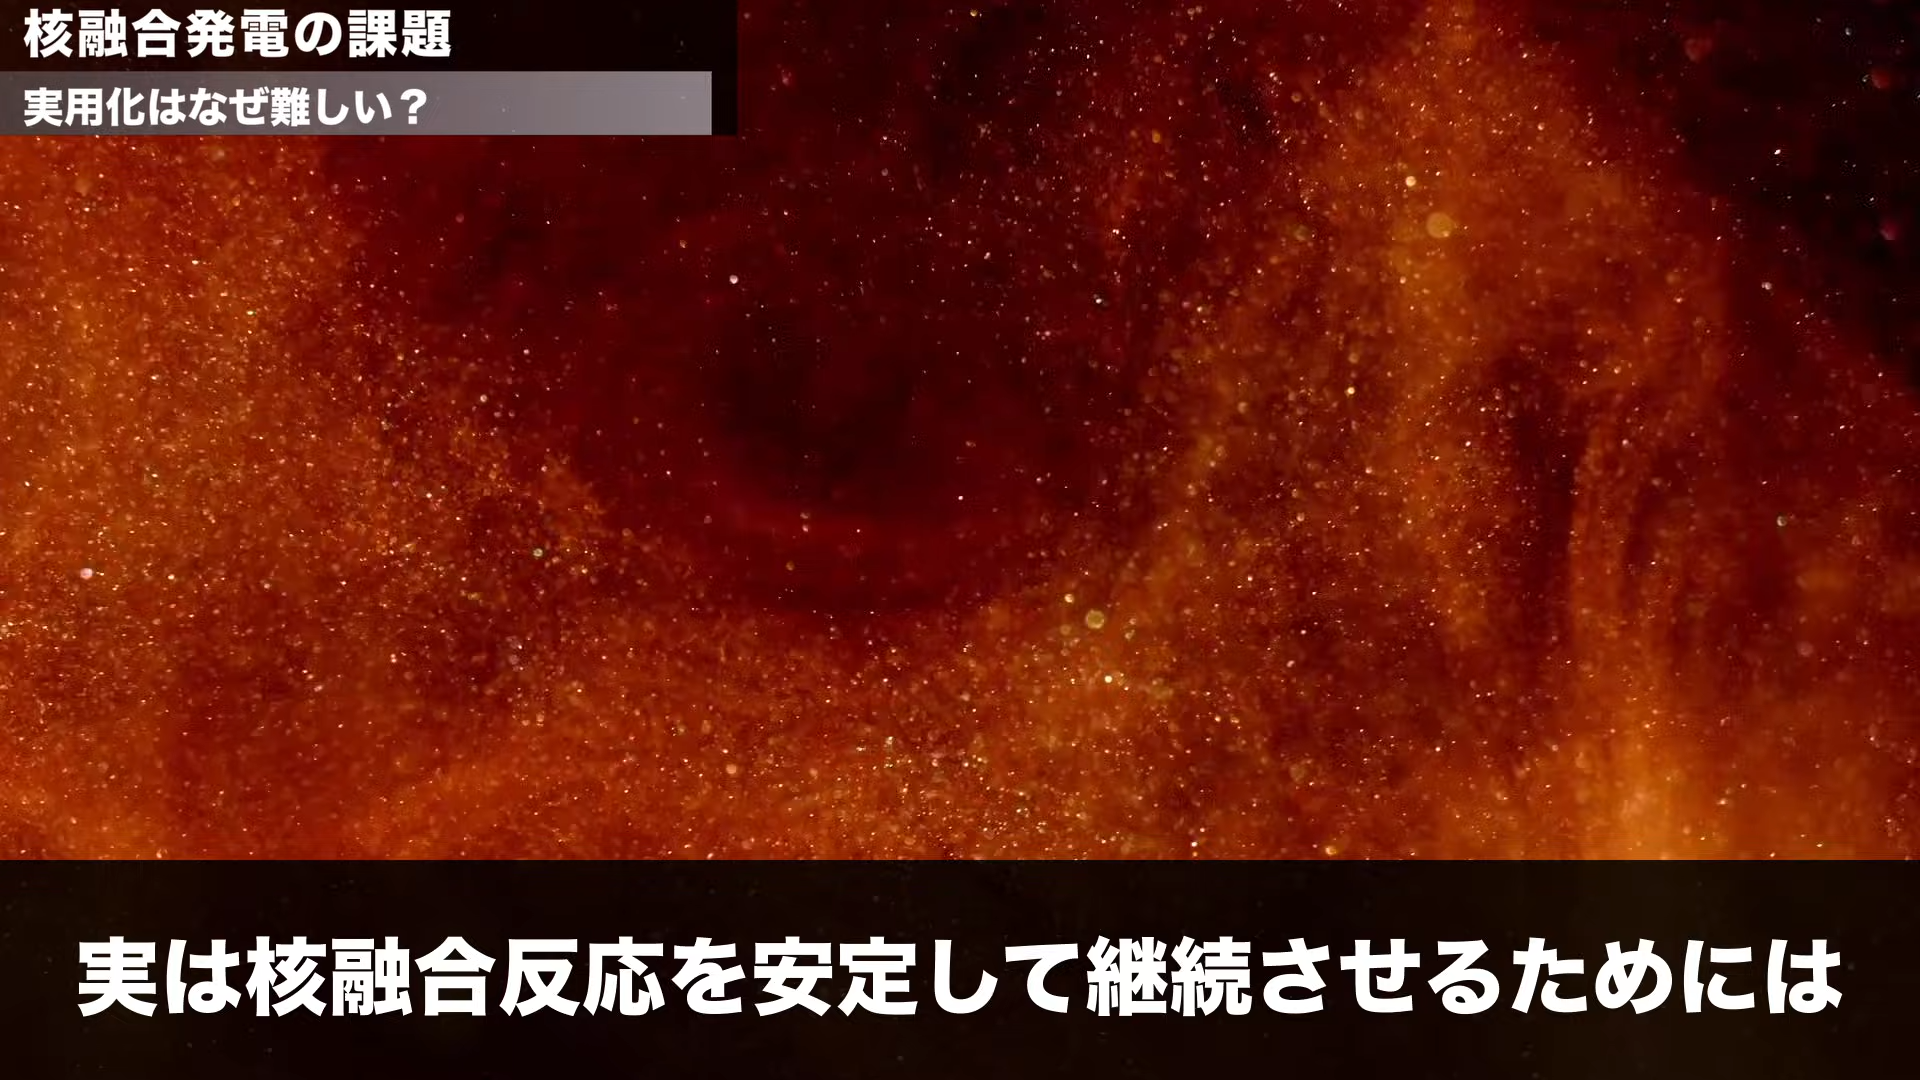 核融合発電の課題
実用化はなぜ難しい？
実は核融合反応を安定して継続させるためには